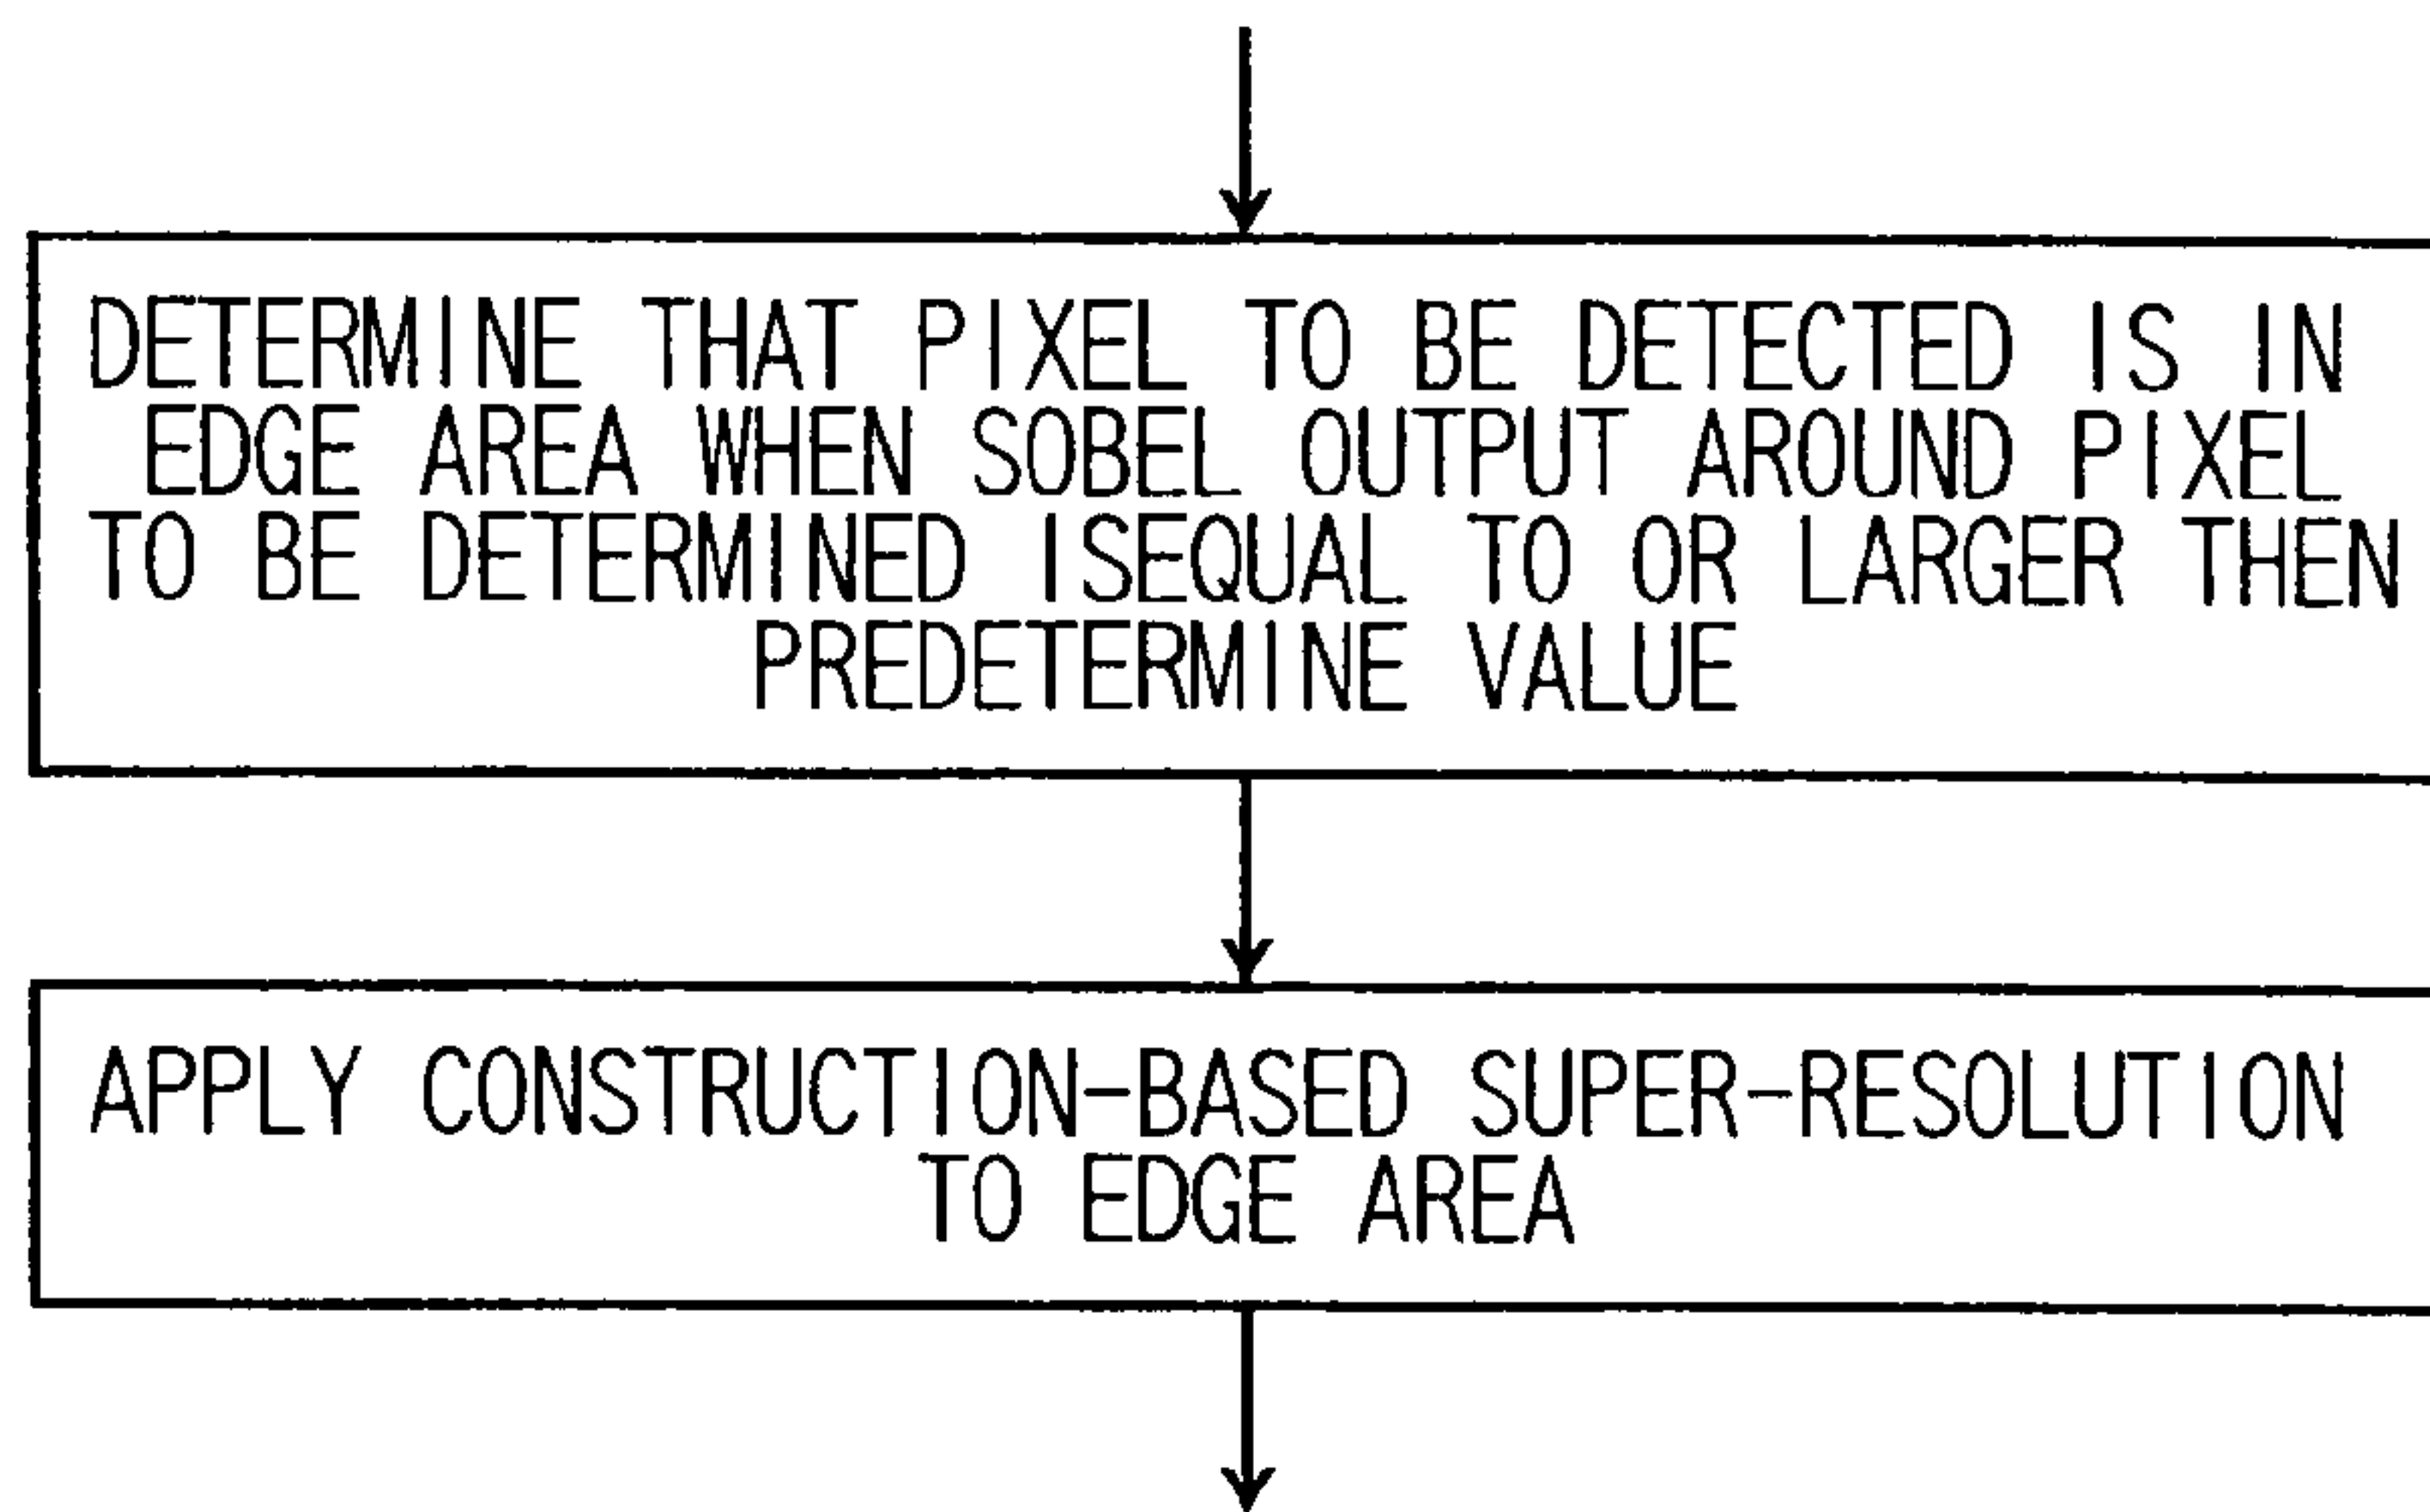 DETERMINE THAT PIXEL TO BE DETECTED IS IN
EDGE AREA WHEN SOBEL OUTPUT AROUND PIXEL
TO BE DETERMINED ISEQUAL TO OR LARGER THEN
PREDETERMINE VALUE
APPLY CONSTRUCTION-BASED SUPER-RESOLUTION
TO EDGE AREA